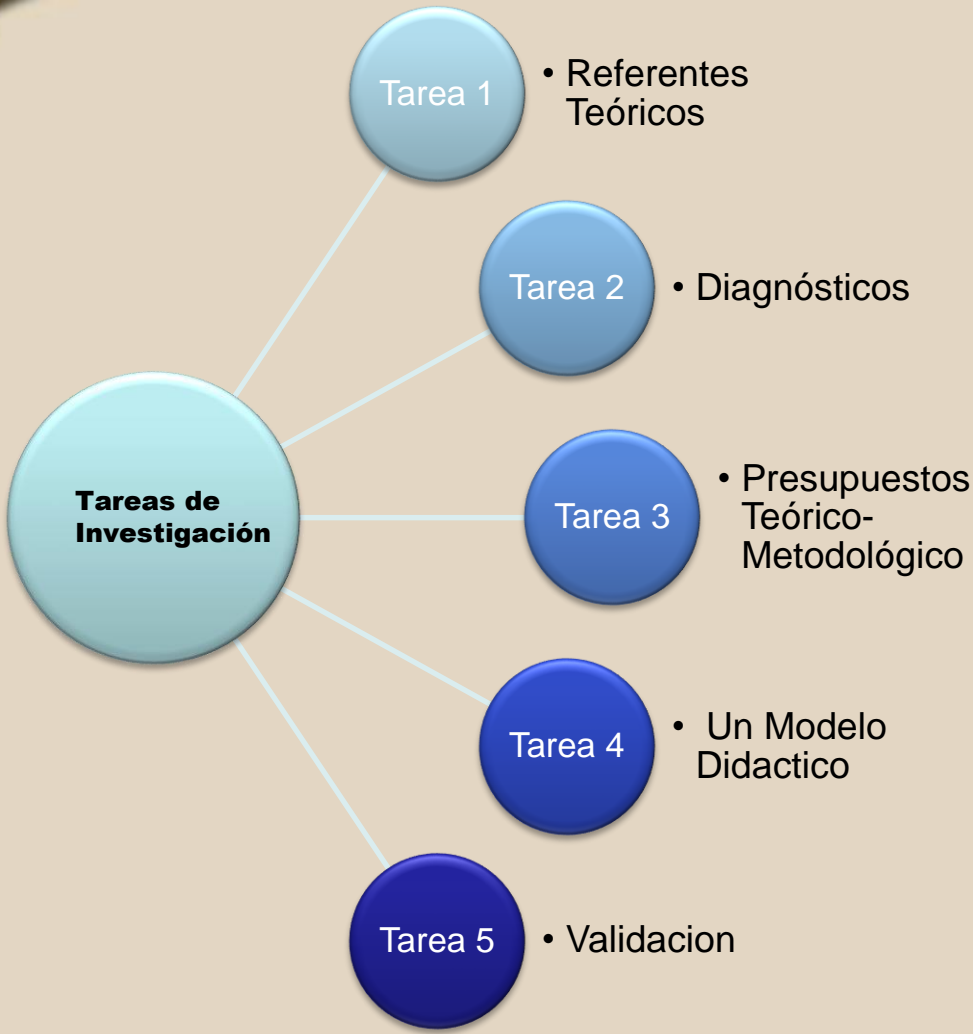 Tarea 1
• Referentes
Teóricos
Tarea 2
• Diagnósticos
Tareas de
Investigación
Tarea 3
• Presupuestos
Teórico-
Metodológico
Tarea 4
• Un Modelo
Didactico
Tarea 5
• Validacion